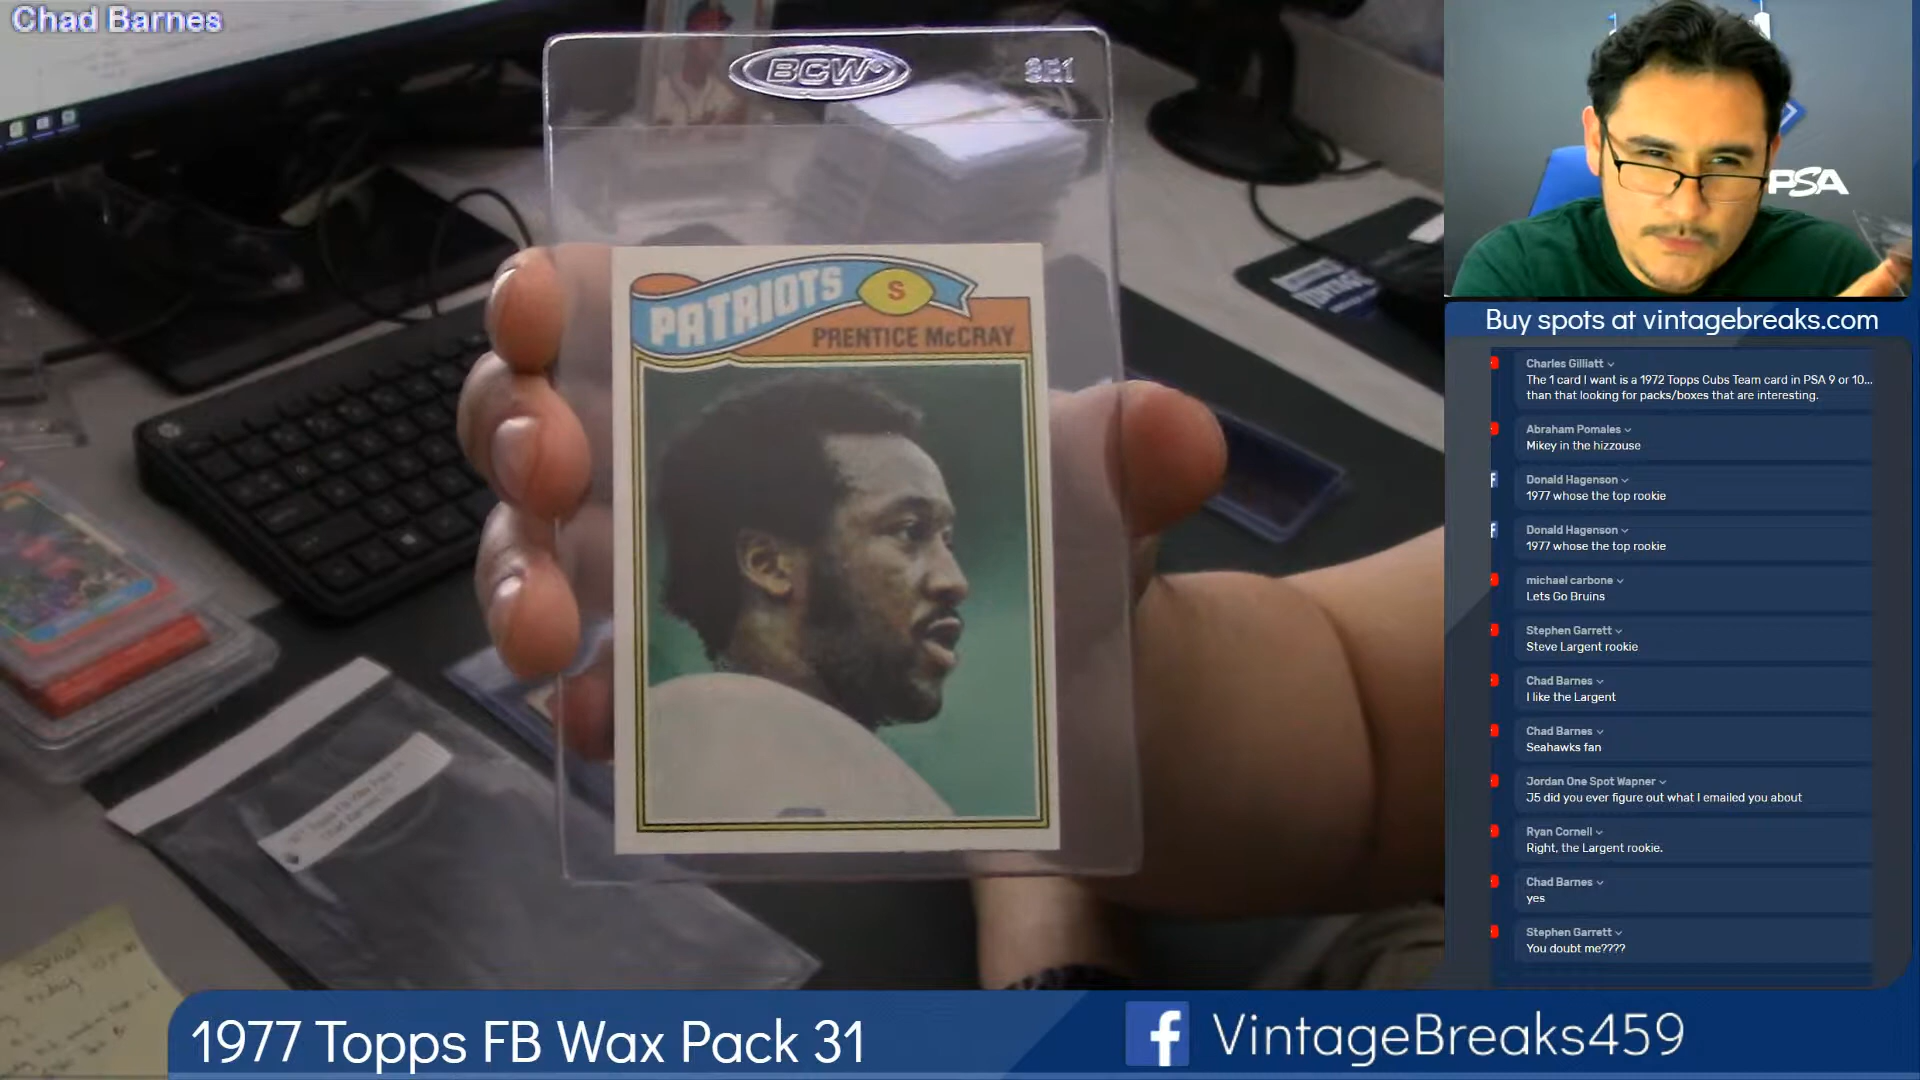 Chad Barnes
BCW
SR1
PATRIOTS
S
PRENTICE McCRAY
PSA
Buy spots at vintagebreaks.com
Charles Gilliatt
The 1 card I want is a 1972 Topps Cubs Team card in PSA 9 or 10...
than that looking for packs/boxes that are interesting.
Abraham Pomales
Mikey in the hizzouse
Donald Hagenson
1977 whose the top rookie
Donald Hagenson
1977 whose the top rookie
michael carbone
Lets Go Bruins
Stephen Garrett
Steve Largent rookie
Chad Barnes
I like the Largent
Chad Barnes
Seahawks fan
Jordan One Spot Wapner
J5 did you ever figure out what I emailed you about
Ryan Cornell
Right, the Largent rookie.
Chad Barnes
yes
Stephen Garrett
You doubt me????
1977 Topps FB Wax Pack 31
VintageBreaks459